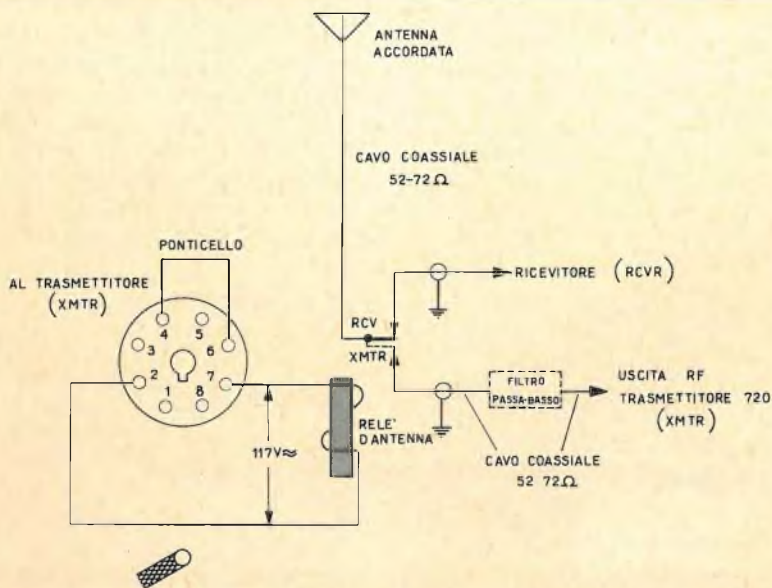 ANTENNA
ACCORDATA
CAVO COASSIALE
52-72Ω
PONTICELLO
AL TRASMETTITORE
(XMTR)
4
5
3
6
2
7
1
8
RICEVITORE (RCVR)
RCV
XMTR
FILTRO
PASSA-BASSO
USCITA RF
TRASMETTITORE 720
(XMTR)
RELE'
D'ANTENNA
117V≈
CAVO COASSIALE
52 72Ω